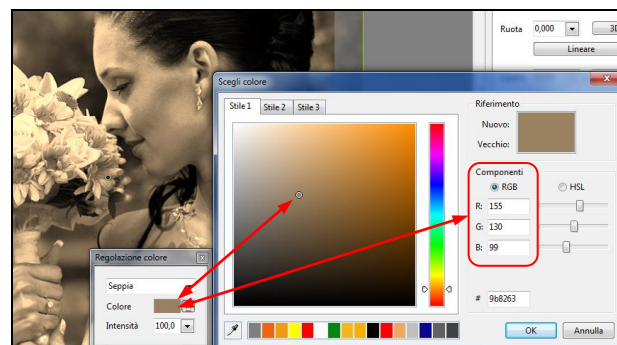 Ruota 0,000 3D
Lineare
Scegli colore
Stile 1 Stile 2 Stile 3
Riferimento
Nuovo:
Vecchio:
Componenti
RGB HSL
R: 155
G: 130
B: 99
# 9b8263
OK Annulla
Regolazione colore
Seppia
Colore
Intensità 100,0